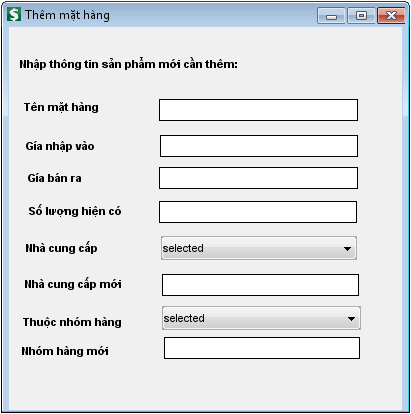 Thêm mặt hàng
Nhập thông tin sản phẩm mới cần thêm:
Tên mặt hàng
Gía nhập vào
Gía bán ra
Số lượng hiện có
Nhà cung cấp selected
Nhà cung cấp mới
Thuộc nhóm hàng selected
Nhóm hàng mới